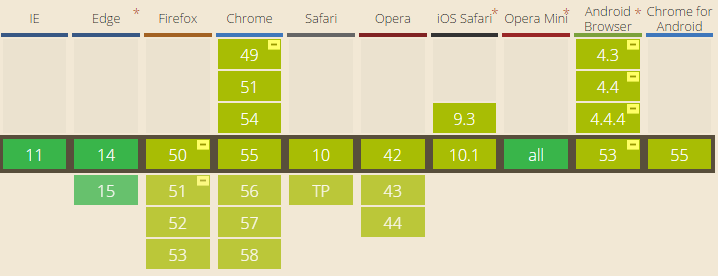 IE Edge * Firefox Chrome Safari Opera iOS Safari * Opera Mini * Android Browser * Chrome for Android
49 4.3
51 4.4
54 9.3 4.4.4
11 14 50 55 10 42 10.1 all 53 55
15 51 56 TP 43
52 57 44
53 58